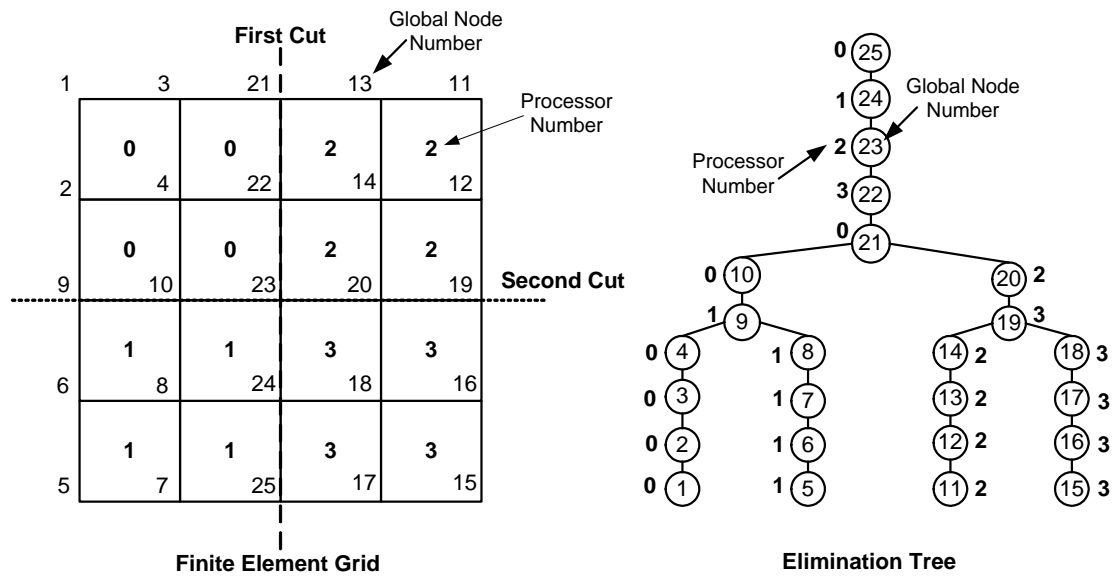 First Cut
Global Node
Number
1 3 21 13 11
Processor
Number
0 0 2 2
2 4 22 14 12
0 0 2 2
9 10 23 20 19
Second Cut
1 1 3 3
6 8 24 18 16
1 1 3 3
5 7 25 17 15
Finite Element Grid
0 25
1 24
Global Node
Number
2 23
Processor
Number
3 22
0 21
0 10 20 2
1 9 19 3
0 4 1 8 14 2 18 3
0 3 1 7 13 2 17 3
0 2 1 6 12 2 16 3
0 1 1 5 11 2 15 3
Elimination Tree